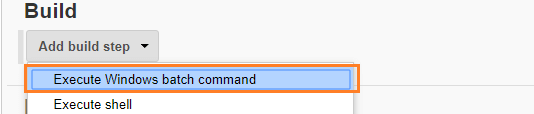 Build
Add build step
Execute Windows batch command
Execute shell